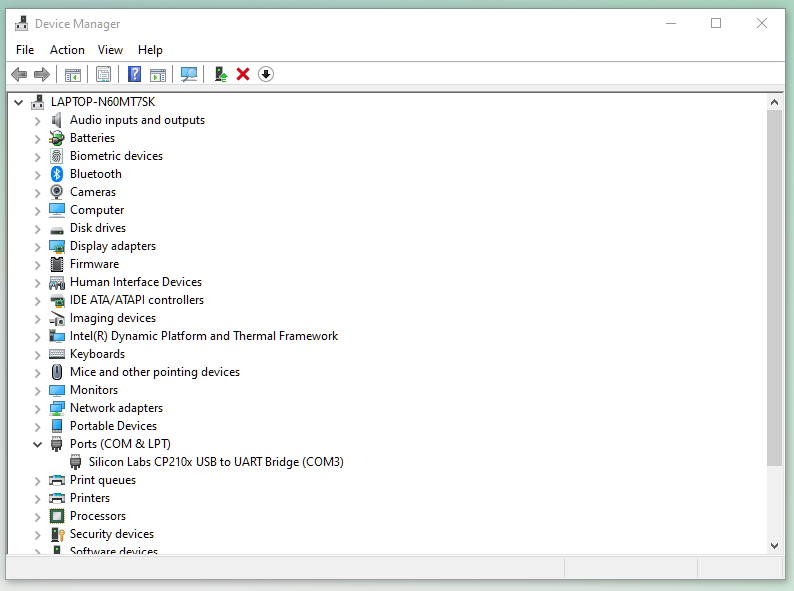 Device Manager
File Action View Help
LAPTOP-N60MT7SK
Audio inputs and outputs
Batteries
Biometric devices
Bluetooth
Cameras
Computer
Disk drives
Display adapters
Firmware
Human Interface Devices
IDE ATA/ATAPI controllers
Imaging devices
Intel(R) Dynamic Platform and Thermal Framework
Keyboards
Mice and other pointing devices
Monitors
Network adapters
Portable Devices
Ports (COM & LPT)
Silicon Labs CP210x USB to UART Bridge (COM3)
Print queues
Printers
Processors
Security devices
Software devices